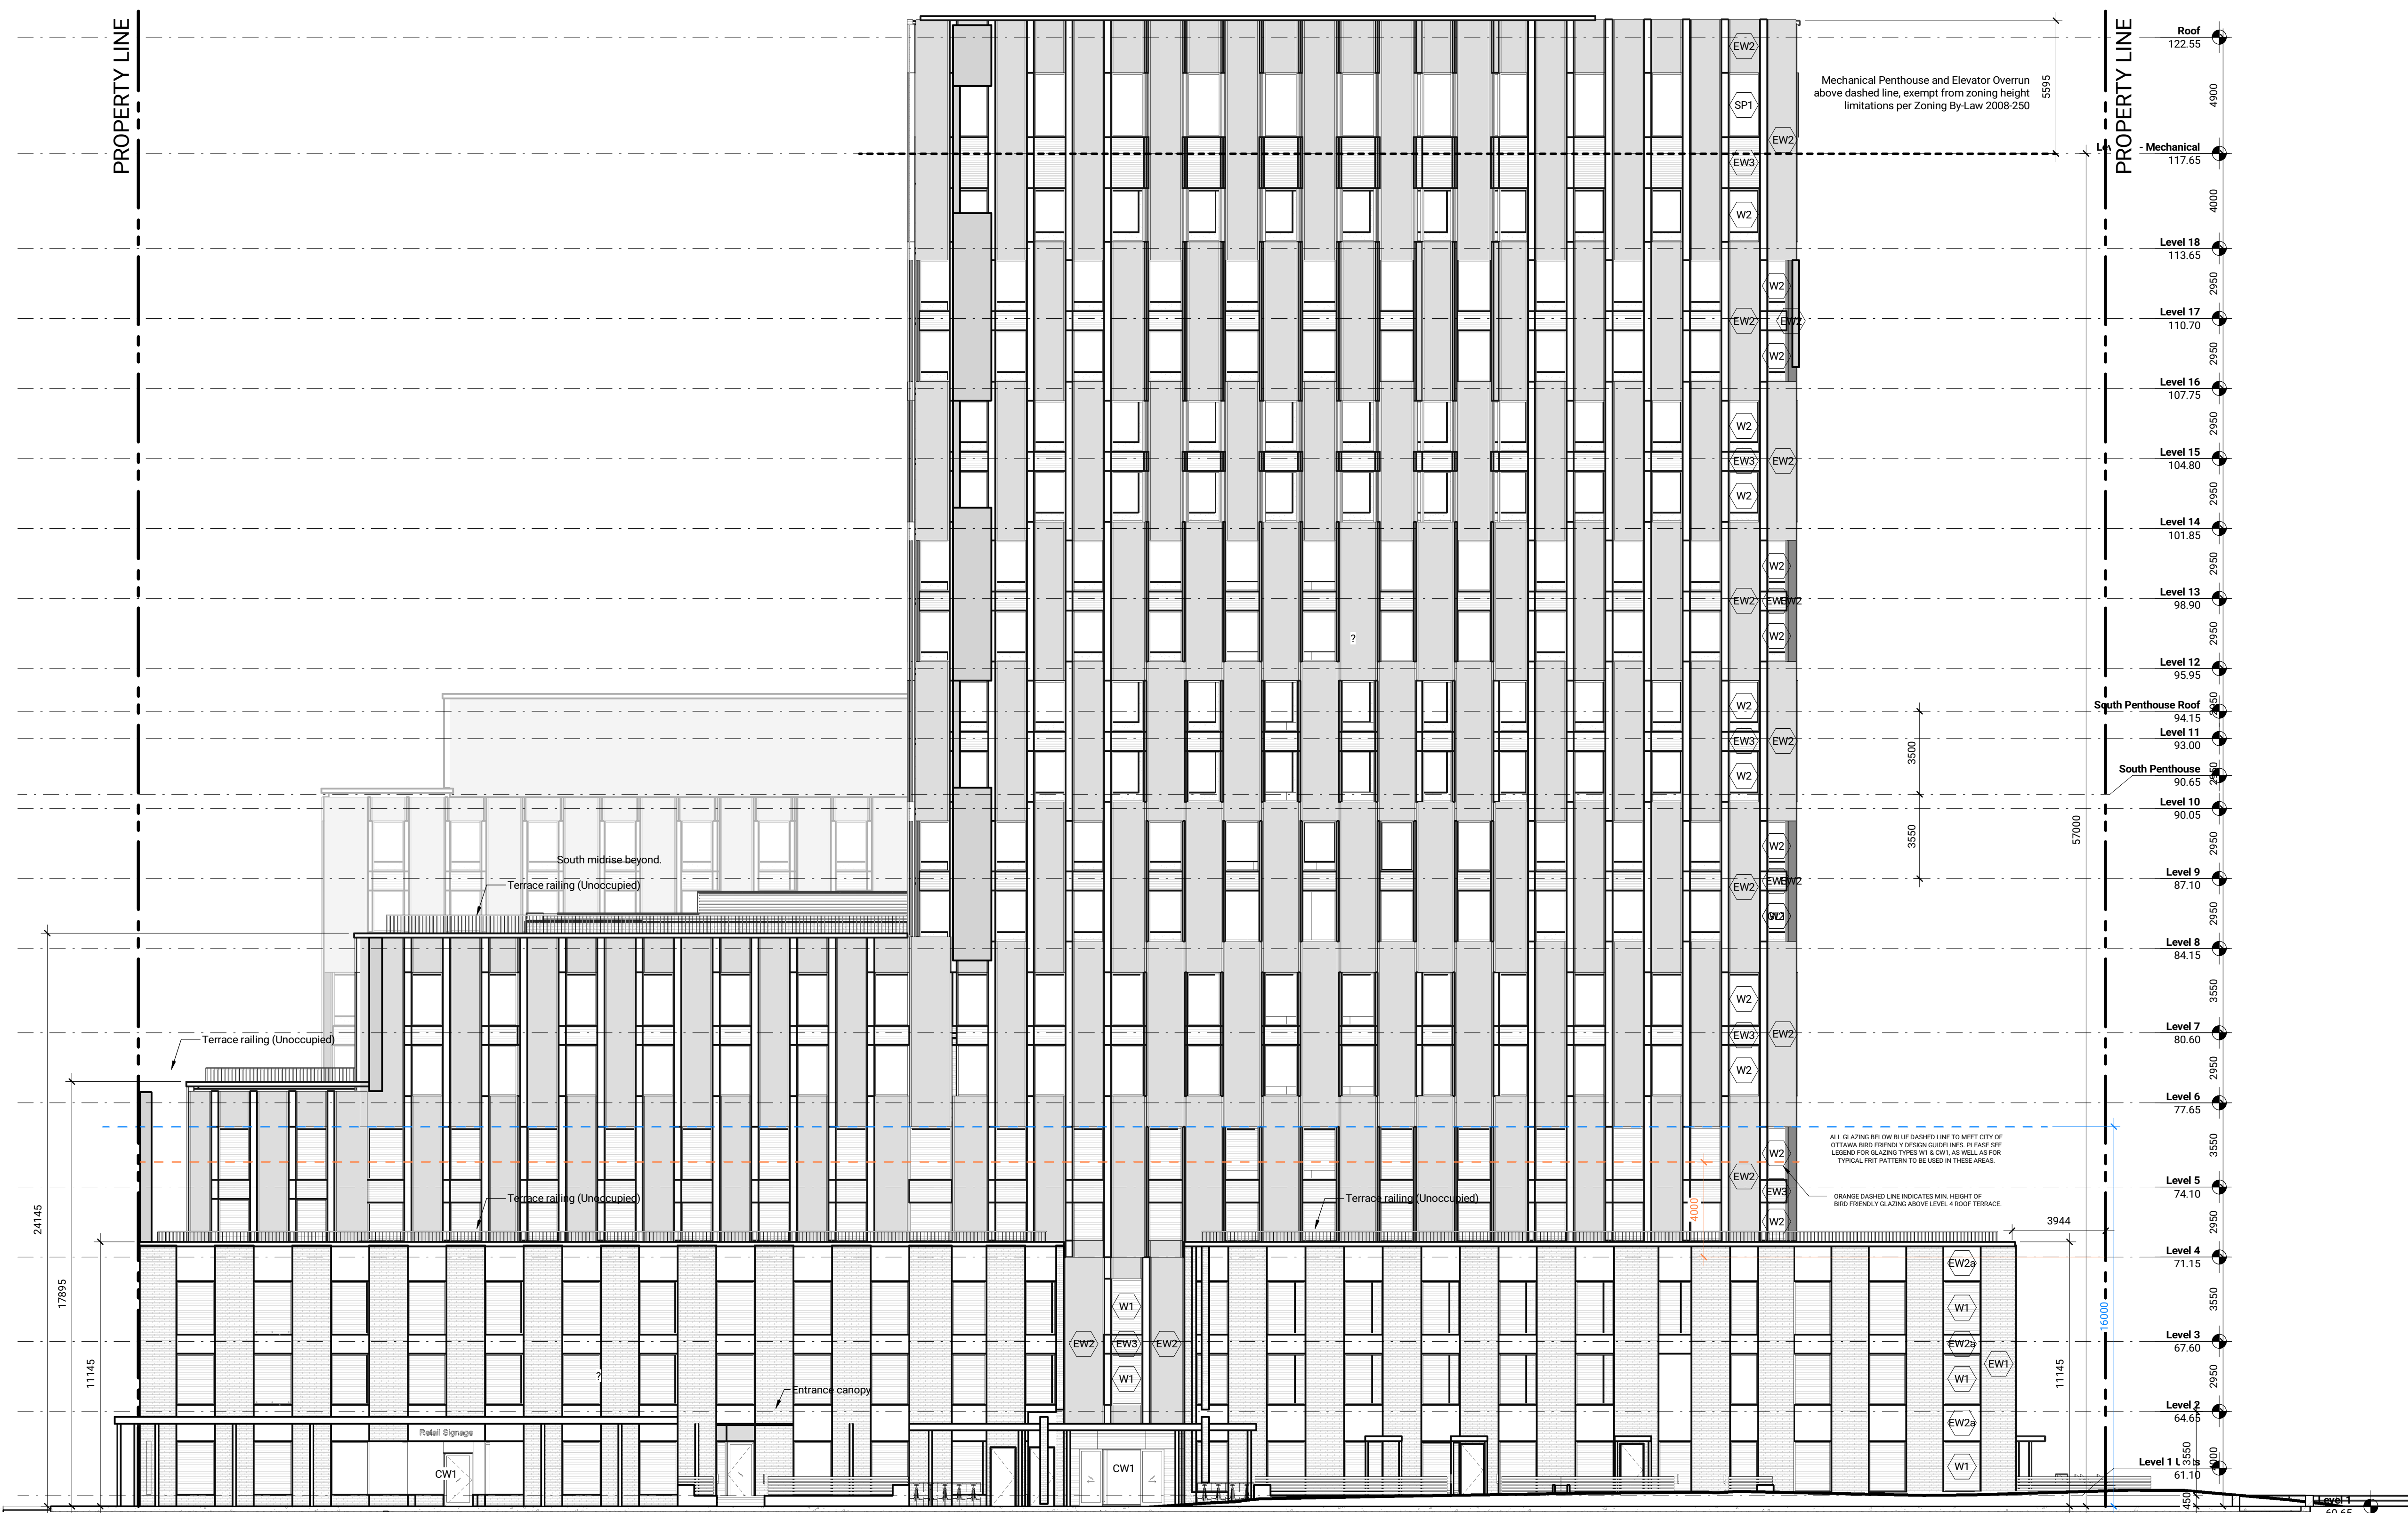 PROPERTY LINE
PROPERTY LINE
Roof
122.55
4900
5595
Mechanical Penthouse and Elevator Overrun
above dashed line, exempt from zoning height
limitations per Zoning By-Law 2008-250
EW2
SP1
EW2
EW3
W2
- Mechanical
117.65
4000
Level 18
113.65
2950
W2
EW2
EW2
W2
Level 17
110.70
2950
Level 16
107.75
2950
W2
EW3
EW2
W2
Level 15
104.80
2950
Level 14
101.85
2950
W2
EW2
EW2
W2
Level 13
98.90
2950
?
Level 12
95.95
W2
EW3
EW2
W2
South Penthouse Roof
94.15
Level 11
93.00
3500
South Penthouse
90.65
Level 10
90.05
2950
3550
57000
W2
EW2
EW2
Level 9
87.10
2950
South midrise beyond.
Terrace railing (Unoccupied)
Level 8
84.15
3550
W2
EW3
EW2
W2
Level 7
80.60
2950
Terrace railing (Unoccupied)
Level 6
77.65
3550
ALL GLAZING BELOW BLUE DASHED LINE TO MEET CITY OF
OTTAWA BIRD FRIENDLY DESIGN GUIDELINES. PLEASE SEE
LEGEND FOR GLAZING TYPES W1 & CW1, AS WELL AS FOR
TYPICAL FRIT PATTERN TO BE USED IN THESE AREAS.
W2
EW2
EW3
W2
ORANGE DASHED LINE INDICATES MIN. HEIGHT OF
BIRD FRIENDLY GLAZING ABOVE LEVEL 4 ROOF TERRACE.
Level 5
74.10
2950
Terrace railing (Unoccupied)
Terrace railing (Unoccupied)
4000
3944
24145
17895
11145
Level 4
71.15
3550
EW2a
W1
EW2a
W1
EW1
EW2a
W1
W1
EW2
EW3
EW2
W1
16000
11145
Level 3
67.60
2950
?
Entrance canopy
Level 2
64.65
3550
Retail Signage
CW1
CW1
Level 1
61.10
450
Level 1